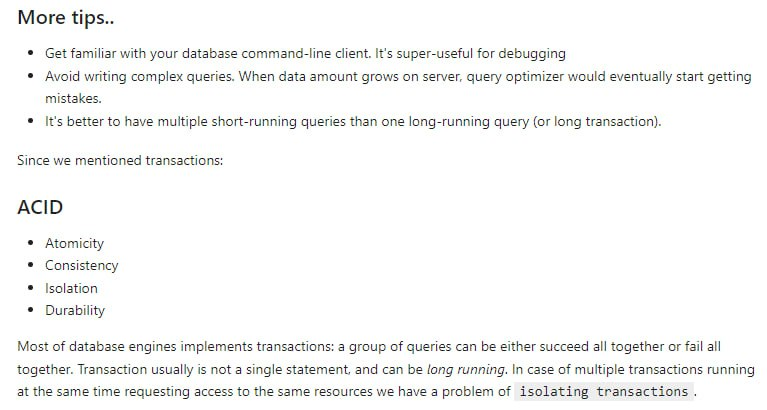 More tips..
Get familiar with your database command-line client. It's super-useful for debugging
Avoid writing complex queries. When data amount grows on server, query optimizer would eventually start getting
mistakes.
It's better to have multiple short-running queries than one long-running query (or long transaction).
Since we mentioned transactions:
ACID
Atomicity
Consistency
Isolation
Durability
Most of database engines implements transactions: a group of queries can be either succeed all together or fail all
together. Transaction usually is not a single statement, and can be long running. In case of multiple transactions running
at the same time requesting access to the same resources we have a problem of isolating transactions.